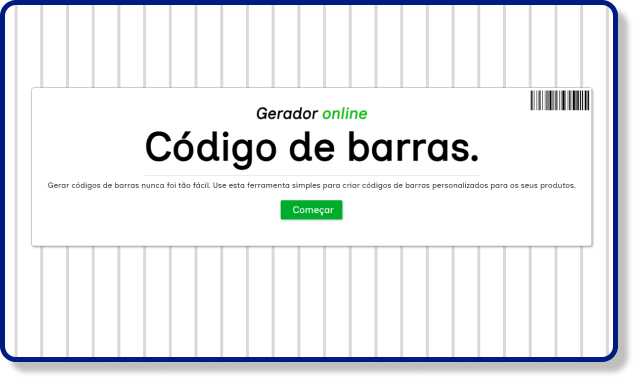 Gerador online
Código de barras.
Gerar códigos de barras nunca foi tão fácil. Use esta ferramenta simples para criar códigos de barras personalizados para os seus produtos.
Começar